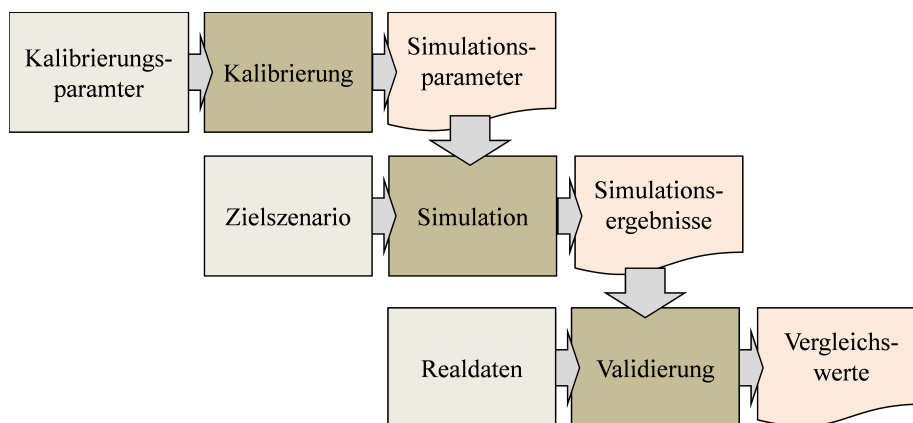 Kalibrierungs-
paramter
Kalibrierung
Simulations-
parameter
Zielszenario
Simulation
Simulations-
ergebnisse
Realdaten
Validierung
Vergleichs-
werte